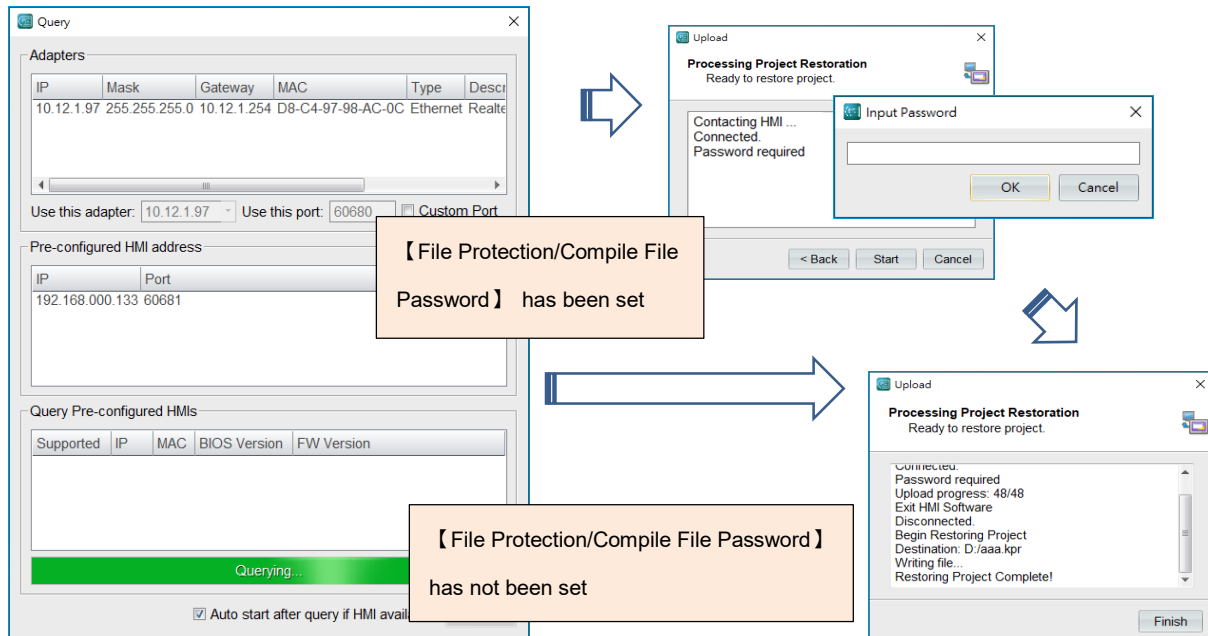 Query
Adapters
IP Mask Gateway MAC Type Descr
10.12.1.97 255.255.255.0 10.12.1.254 D8-C4-97-98-AC-0C Ethernet Realte
Use this adapter: 10.12.1.97 Use this port: 60680 Custom Port
Pre-configured HMI address
IP Port
192.168.000.133 60681
Query Pre-configured HMIs
Supported IP MAC BIOS Version FW Version
Querying...
Auto start after query if HMI avail
【File Protection/Compile File
Password】 has been set
【File Protection/Compile File Password】
has not been set
Upload
Processing Project Restoration
Ready to restore project.
Contacting HMI ...
Connected.
Password required
< Back Start Cancel
Input Password
OK Cancel
Upload
Processing Project Restoration
Ready to restore project.
Connected.
Password required
Upload progress: 48/48
Exit HMI Software
Disconnected.
Begin Restoring Project
Destination: D:/aaa.kpr
Writing file...
Restoring Project Complete!
Finish